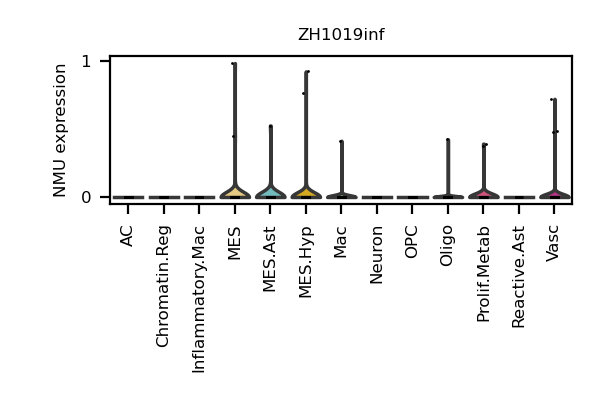 ZH1019inf
NMU expression
1
0
AC
Chromatin.Reg
Inflammatory.Mac
MES
MES.Ast
MES.Hyp
Mac
Neuron
OPC
Oligo
Prolif.Metab
Reactive.Ast
Vasc